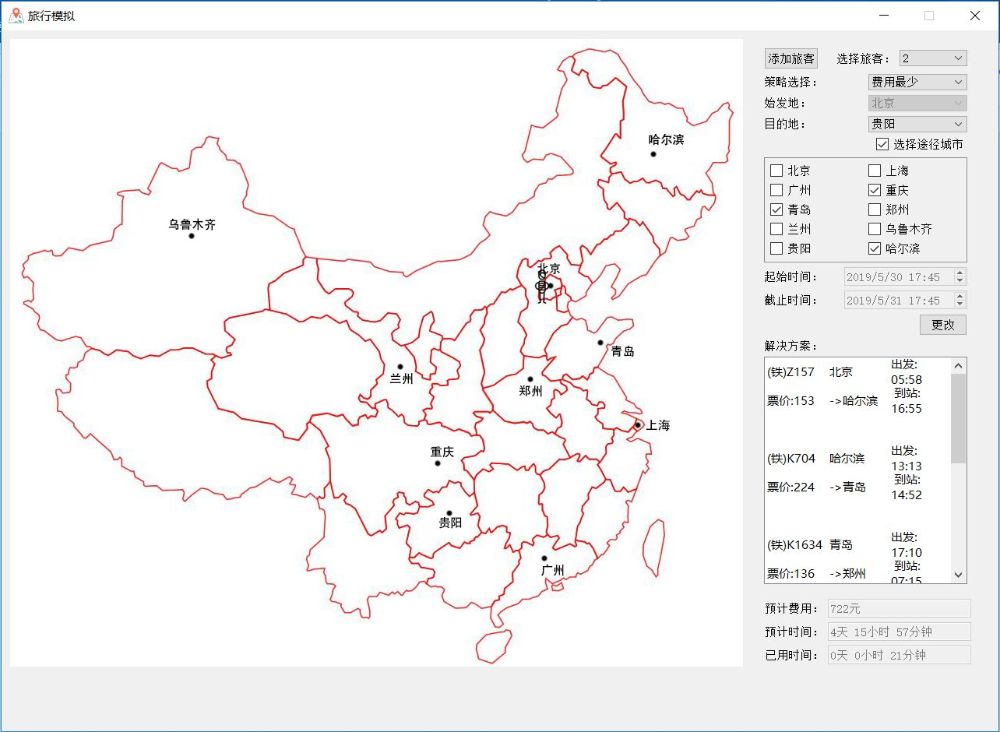 旅行模拟
添加旅客 选择旅客： 2
策略选择： 费用最少
始发地： 北京
目的地： 贵阳
选择途径城市
北京 上海
广州 重庆
青岛 郑州
兰州 乌鲁木齐
贵阳 哈尔滨
起始时间： 2019/5/30 17:45
截止时间： 2019/5/31 17:45
更改
解决方案：
(铁)Z157 北京 出发:
05:58
票价:153 ->哈尔滨 到站:
16:55
(铁)K704 哈尔滨 出发:
13:13
票价:224 ->青岛 到站:
14:52
(铁)K1634 青岛 出发:
17:10
票价:136 ->郑州 到站:
07:15
预计费用： 722元
预计时间： 4天 15小时 57分钟
已用时间： 0天 0小时 21分钟
哈尔滨
乌鲁木齐
北京
青岛
兰州
郑州
上海
重庆
贵阳
广州